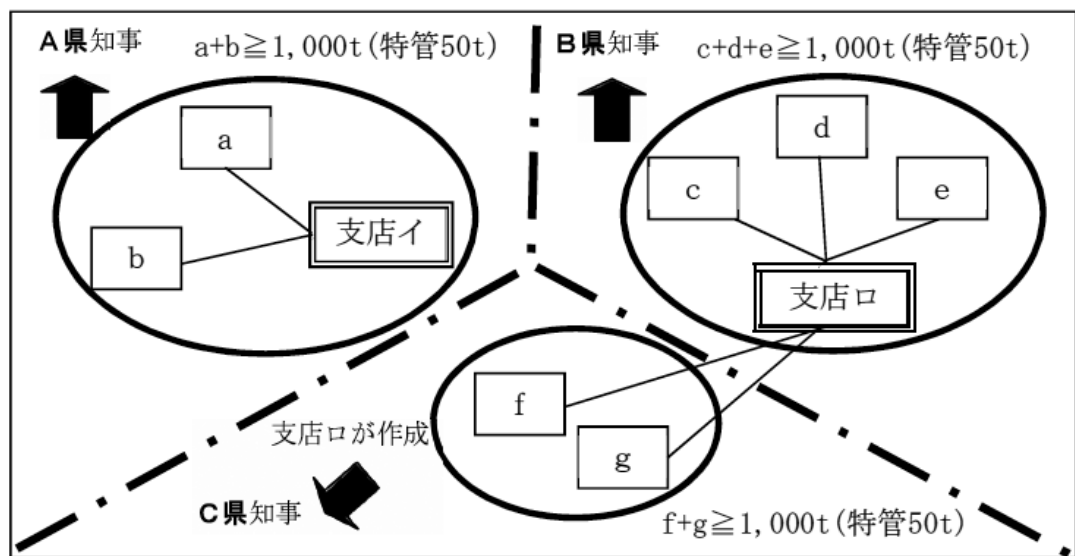 A県知事
a+b≧1,000t(特管50t)
a
b
支店イ
B県知事
c+d+e≧1,000t(特管50t)
d
c
e
支店ロ
f
g
支店ロが作成
C県知事
f+g≧1,000t(特管50t)